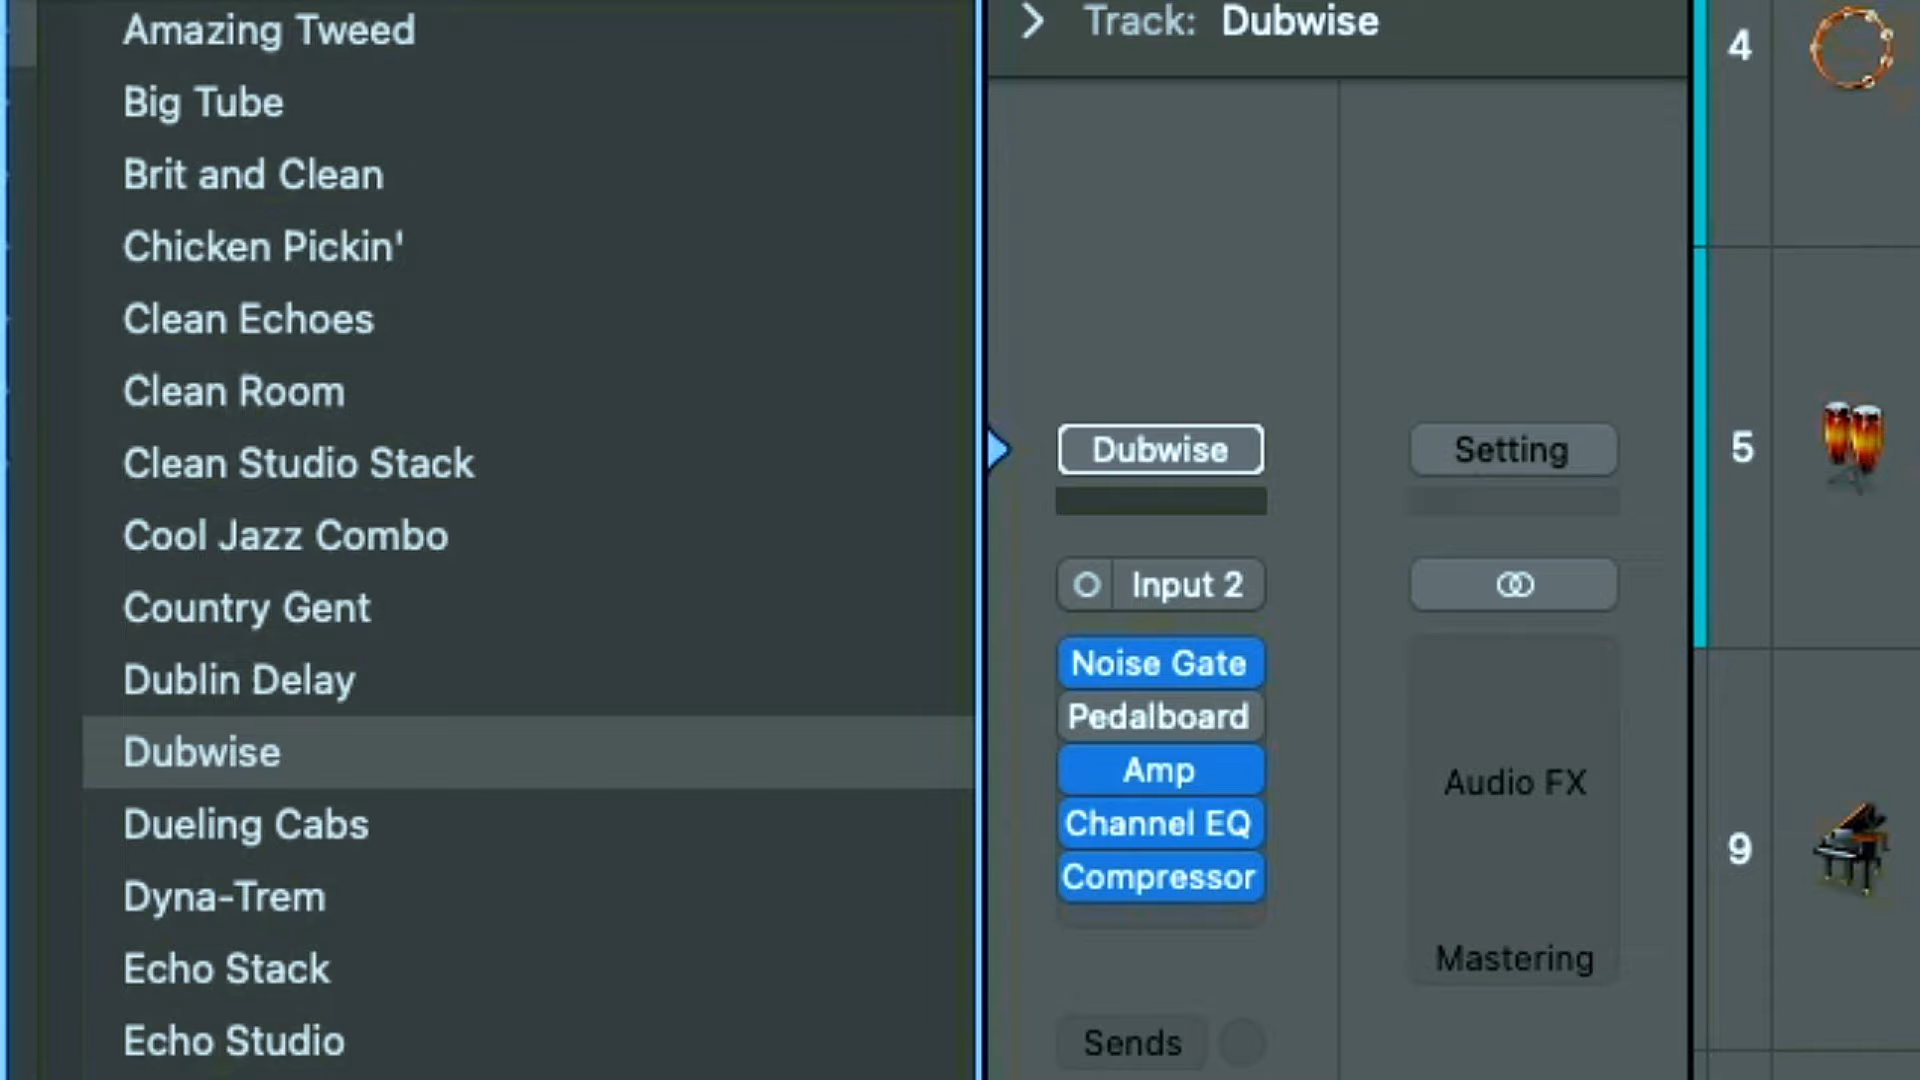 Amazing Tweed
Big Tube
Brit and Clean
Chicken Pickin'
Clean Echoes
Clean Room
Clean Studio Stack
Cool Jazz Combo
Country Gent
Dublin Delay
Dubwise
Dueling Cabs
Dyna-Trem
Echo Stack
Echo Studio
Track: Dubwise
Dubwise
Input 2
Noise Gate
Pedalboard
Amp
Channel EQ
Compressor
Sends
Setting
Audio FX
Mastering
4
5
9